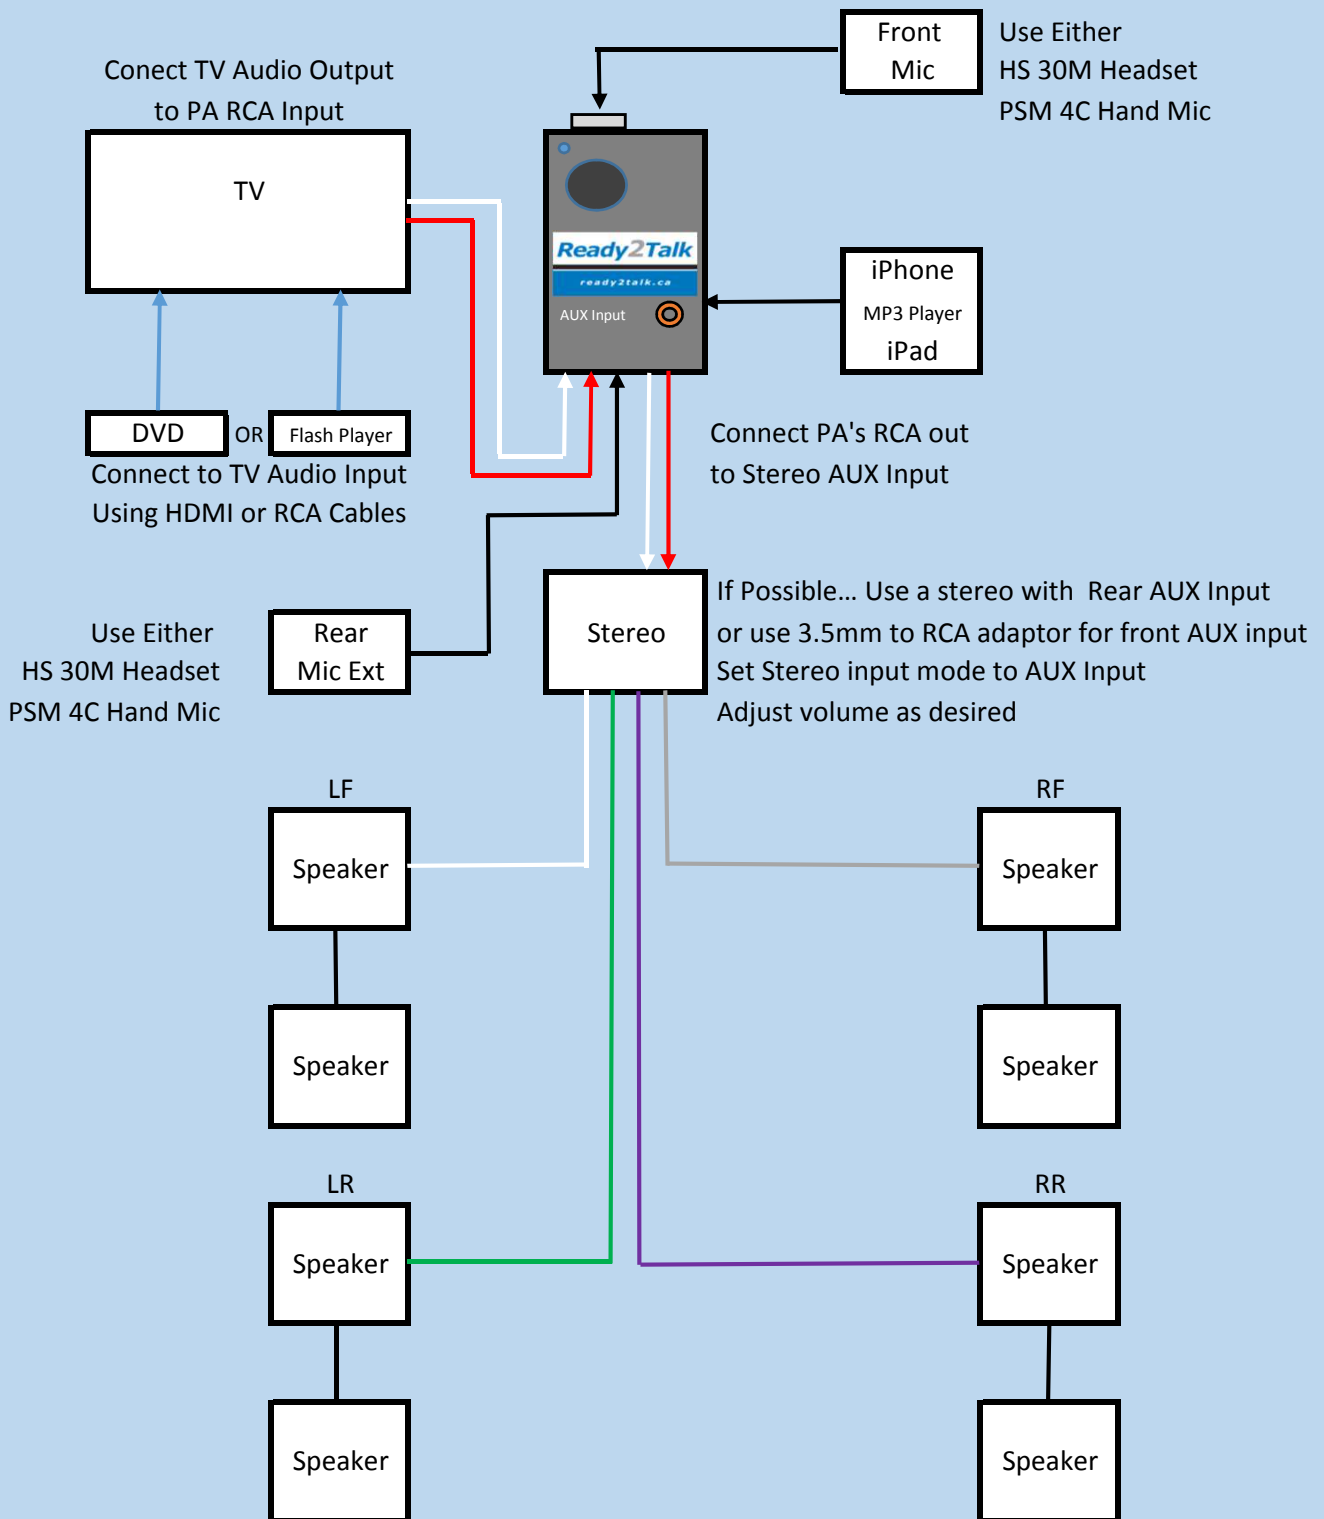 Front
Mic
Use Either
HS 30M Headset
PSM 4C Hand Mic
Conect TV Audio Output
to PA RCA Input
TV
Ready2Talk
ready2talk.ca
AUX Input
iPhone
MP3 Player
iPad
DVD
OR
Flash Player
Connect to TV Audio Input
Using HDMI or RCA Cables
Connect PA's RCA out
to Stereo AUX Input
Use Either
HS 30M Headset
PSM 4C Hand Mic
Rear
Mic Ext
Stereo
If Possible... Use a stereo with  Rear AUX Input
or use 3.5mm to RCA adaptor for front AUX input
Set Stereo input mode to AUX Input
Adjust volume as desired
LF
Speaker
RF
Speaker
Speaker
Speaker
LR
Speaker
RR
Speaker
Speaker
Speaker